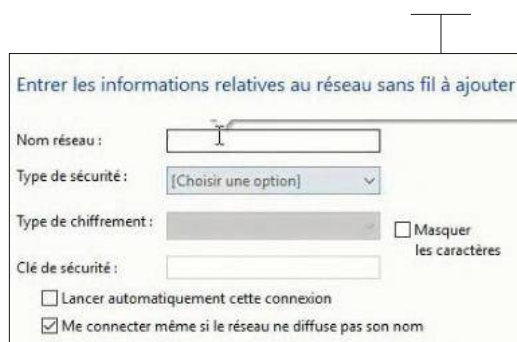 Entrer les informations relatives au réseau sans fil à ajouter
Nom réseau :
Type de sécurité :
[Choisir une option]
Type de chiffrement :
Masquer
les caractères
Clé de sécurité :
Lancer automatiquement cette connexion
Me connecter même si le réseau ne diffuse pas son nom